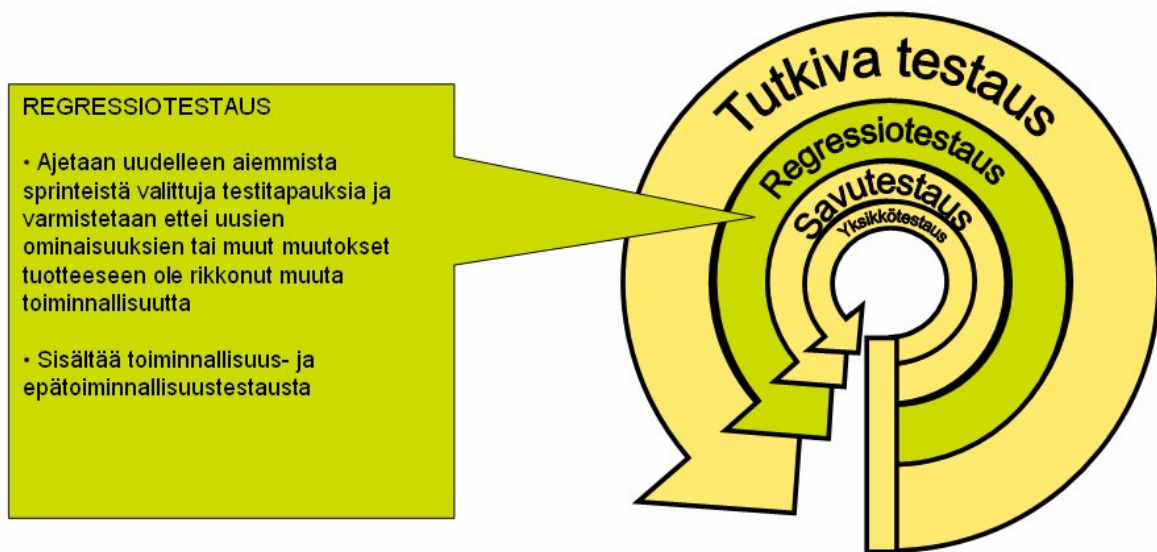 REGRESSIOTESTAUS
• Ajetaan uudelleen aiemmista
sprinteistä valittuja testitapauksia ja
varmistetaan ettei uusien
ominaisuuksien tai muut muutokset
tuotteeseen ole rikkonut muuta
toiminnallisuutta
• Sisältää toiminnallisuus- ja
epätoiminnallisuustestausta
Tutkiva testaus
Regressiotestaus
Savutestaus
Yksikkötestaus